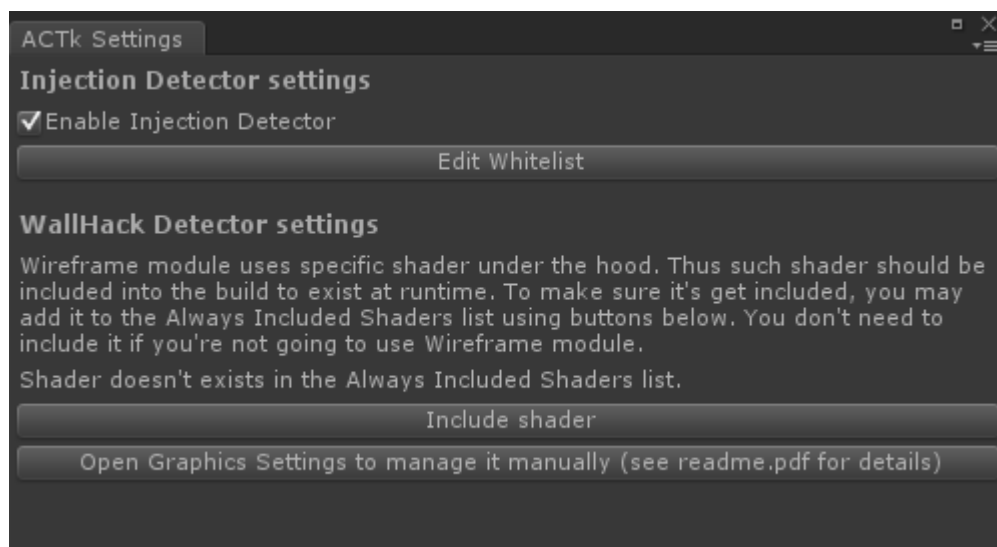 ACTk Settings
Injection Detector settings
Enable Injection Detector
Edit Whitelist
WallHack Detector settings
Wireframe module uses specific shader under the hood. Thus such shader should be
included into the build to exist at runtime. To make sure it's get included, you may
add it to the Always Included Shaders list using buttons below. You don't need to
include it if you're not going to use Wireframe module.
Shader doesn't exists in the Always Included Shaders list.
Include shader
Open Graphics Settings to manage it manually (see readme.pdf for details)